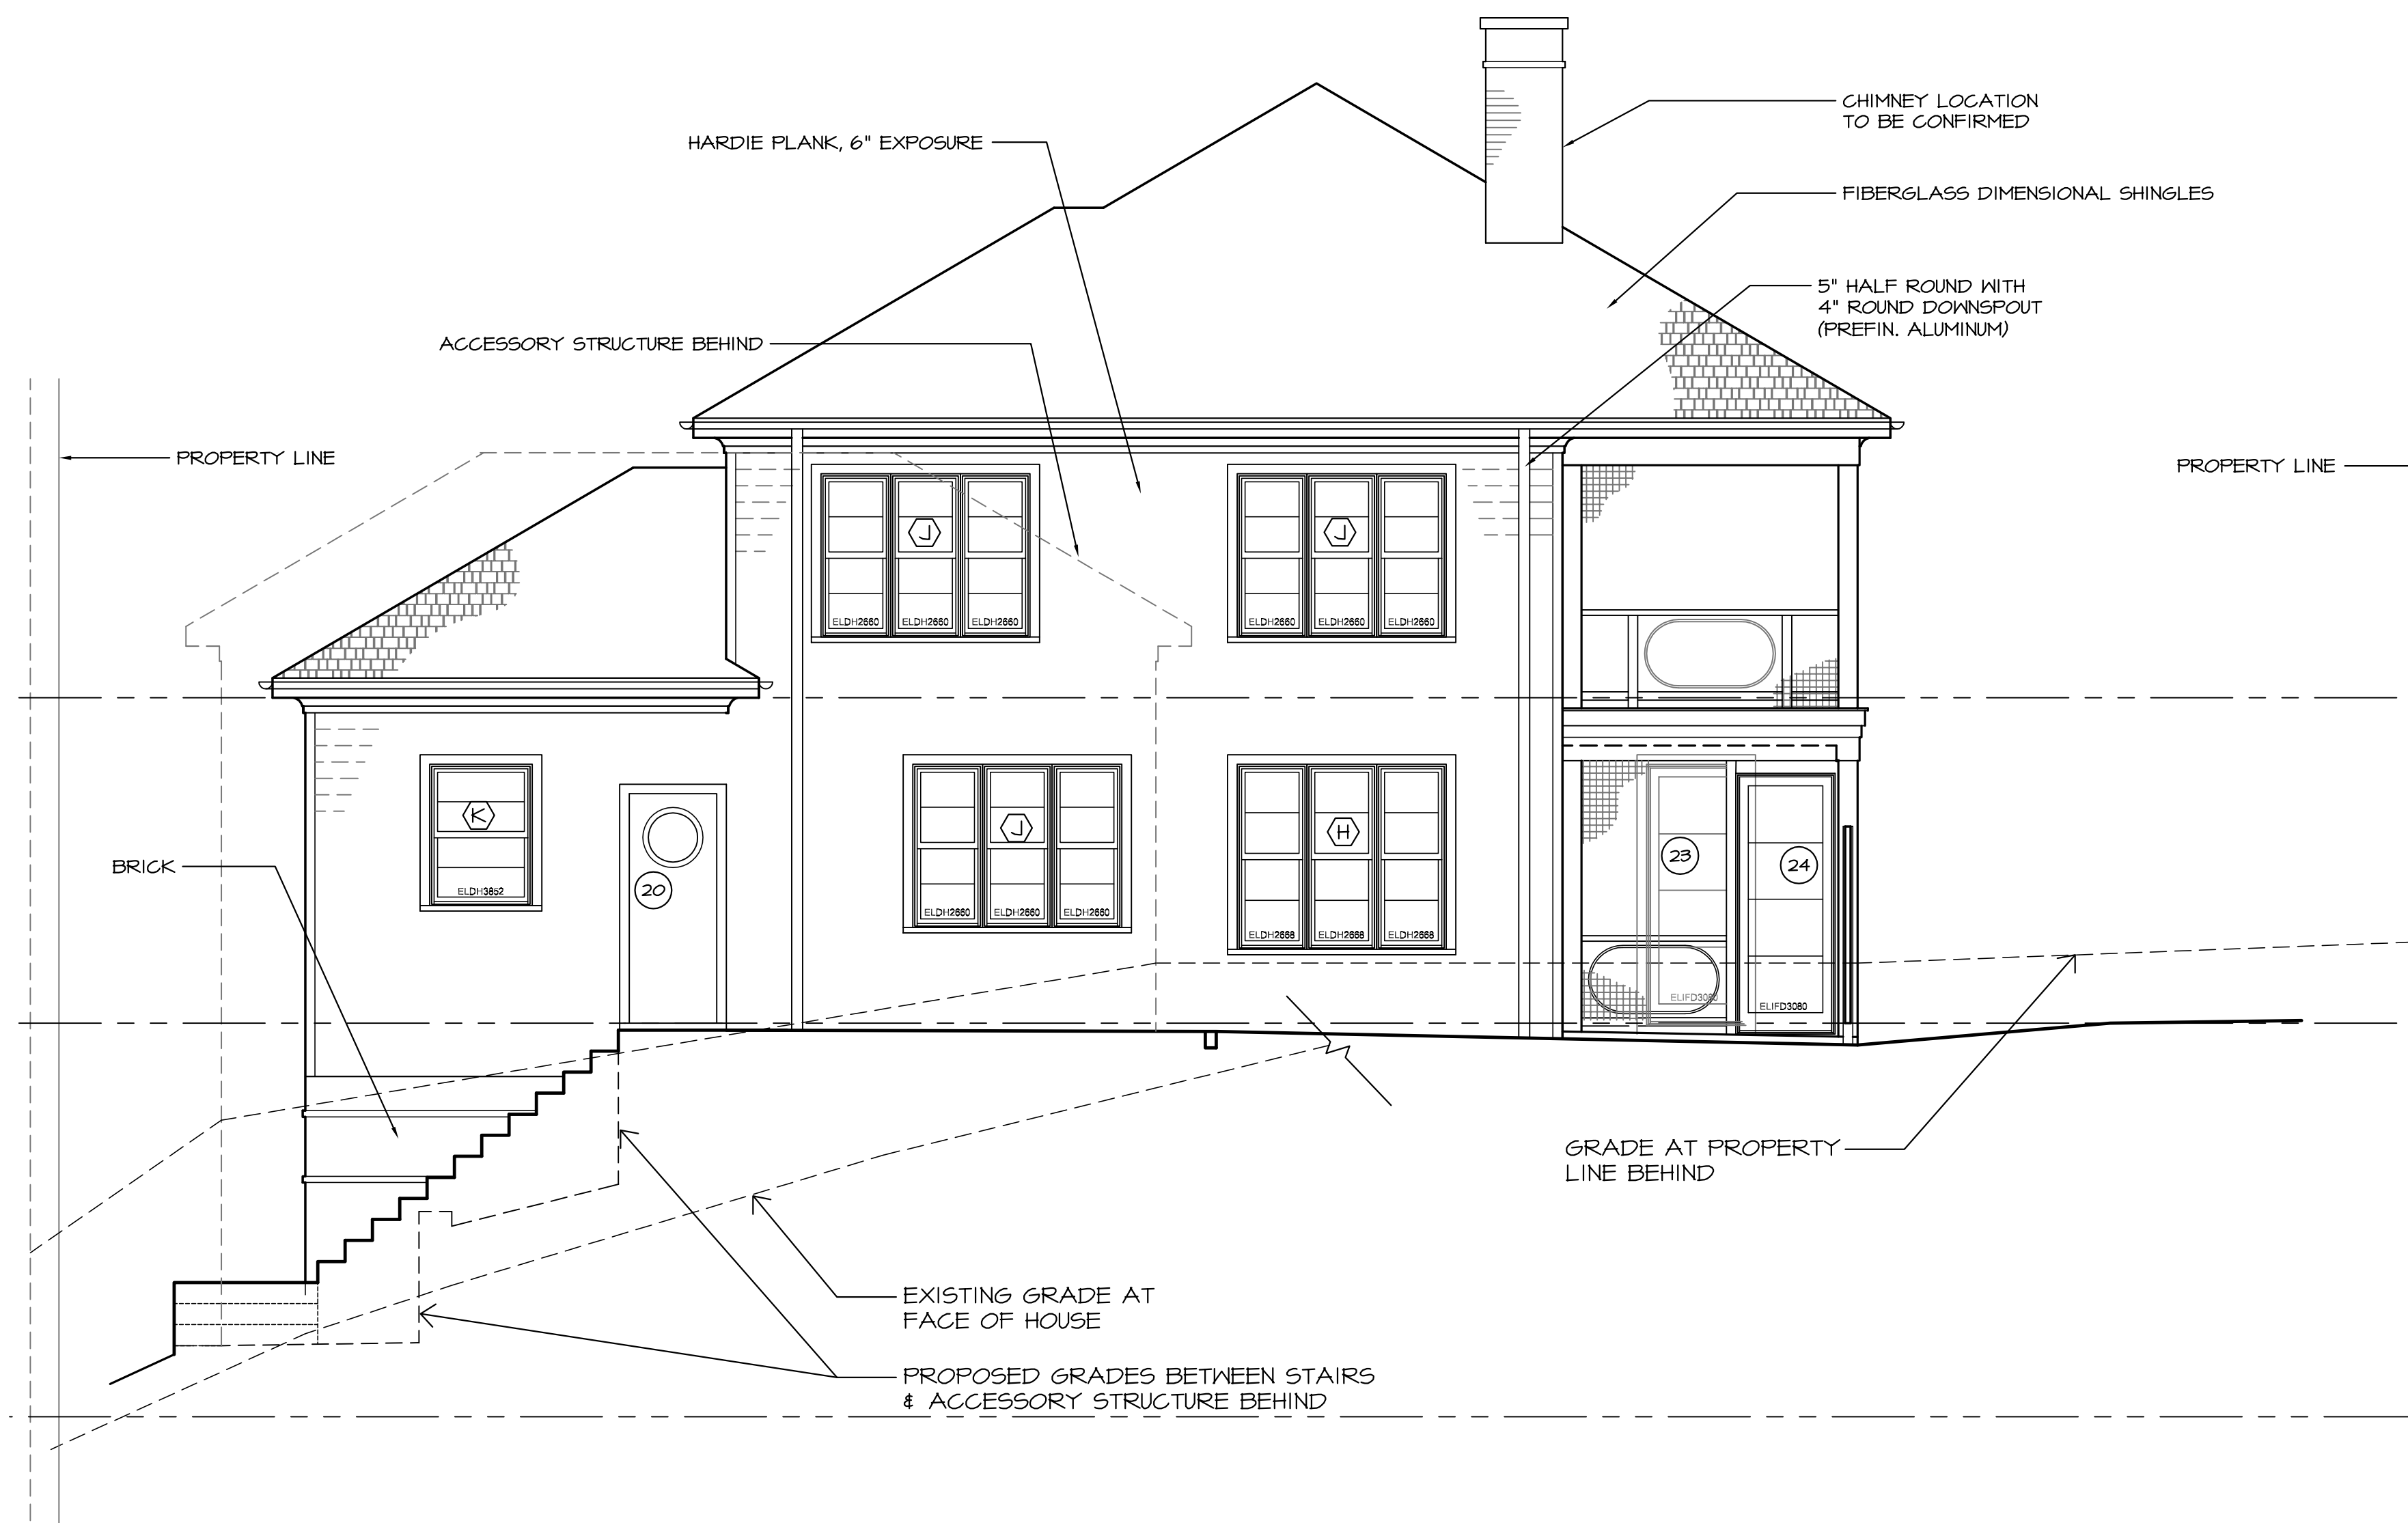 CHIMNEY LOCATION
TO BE CONFIRMED
HARDIE PLANK, 6" EXPOSURE
FIBERGLASS DIMENSIONAL SHINGLES
5" HALF ROUND WITH
4" ROUND DOWNSPOUT
(PREFIN. ALUMINUM)
ACCESSORY STRUCTURE BEHIND
PROPERTY LINE
PROPERTY LINE
J
J
ELDH2660 ELDH2660 ELDH2660
ELDH2660 ELDH2660 ELDH2660
K
J
H
23
24
BRICK
20
ELDH3852
ELDH2660 ELDH2660 ELDH2660
ELDH2668 ELDH2668 ELDH2668
ELIFD3080
ELIFD3080
GRADE AT PROPERTY
LINE BEHIND
EXISTING GRADE AT
FACE OF HOUSE
PROPOSED GRADES BETWEEN STAIRS
& ACCESSORY STRUCTURE BEHIND